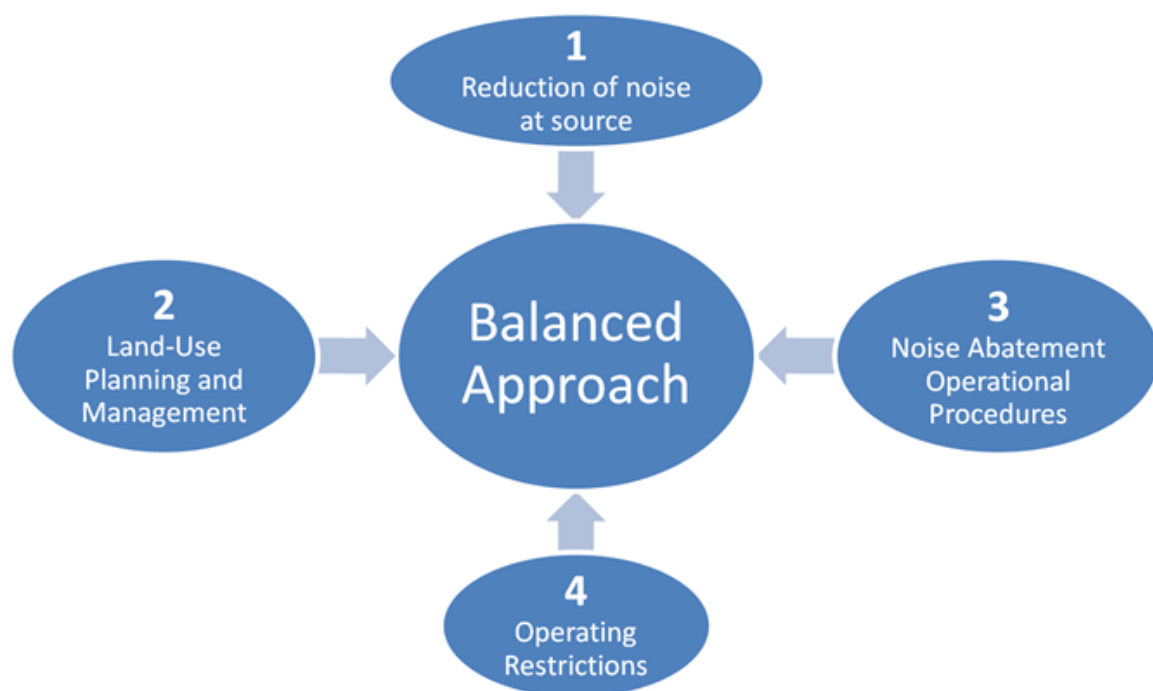 1
Reduction of noise
at source
2
Land-Use
Planning and
Management
Balanced
Approach
3
Noise Abatement
Operational
Procedures
4
Operating
Restrictions